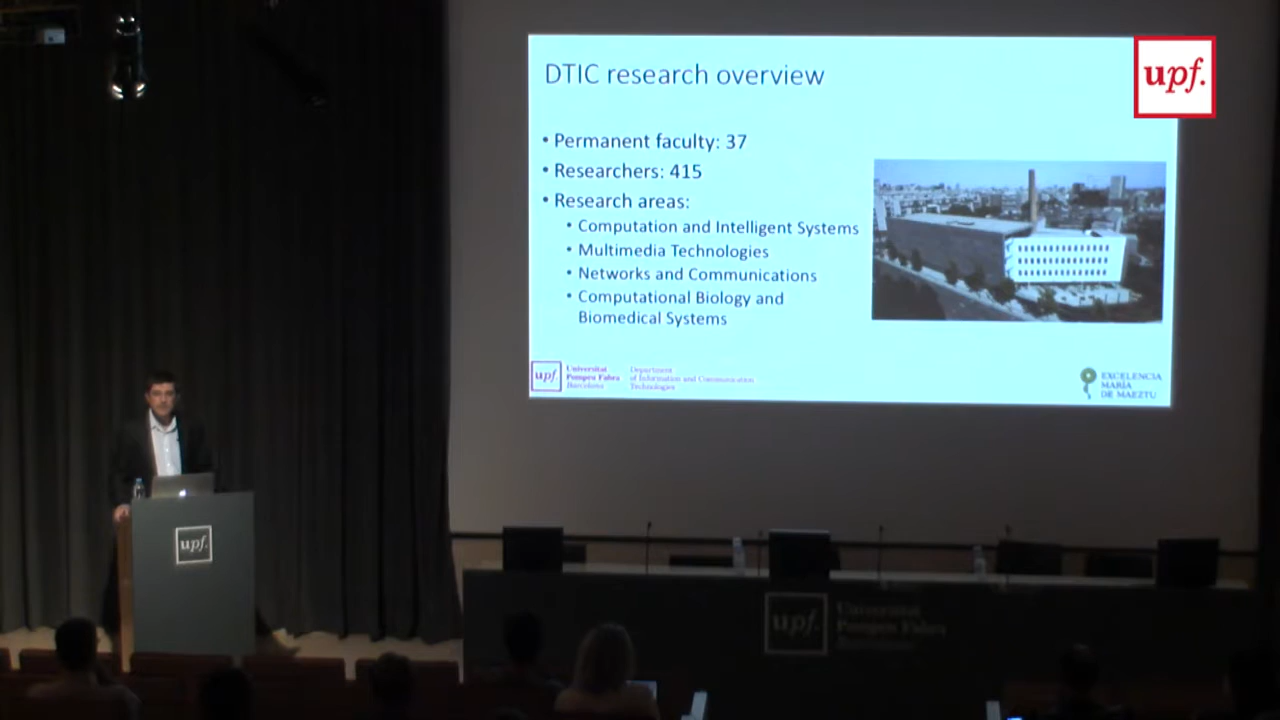 DTIC research overview
upf.
• Permanent faculty: 37
• Researchers: 415
• Research areas:
• Computation and Intelligent Systems
• Multimedia Technologies
• Networks and Communications
• Computational Biology and
Biomedical Systems
upf.
Universitat
Pompeu Fabra
Barcelona
Department
of Information and Communication
Technologies
EXCELENCIA
MARÍA
DE MAEZTU
upf.
upf.
Universitat
Pompeu Fabra
Barcelona